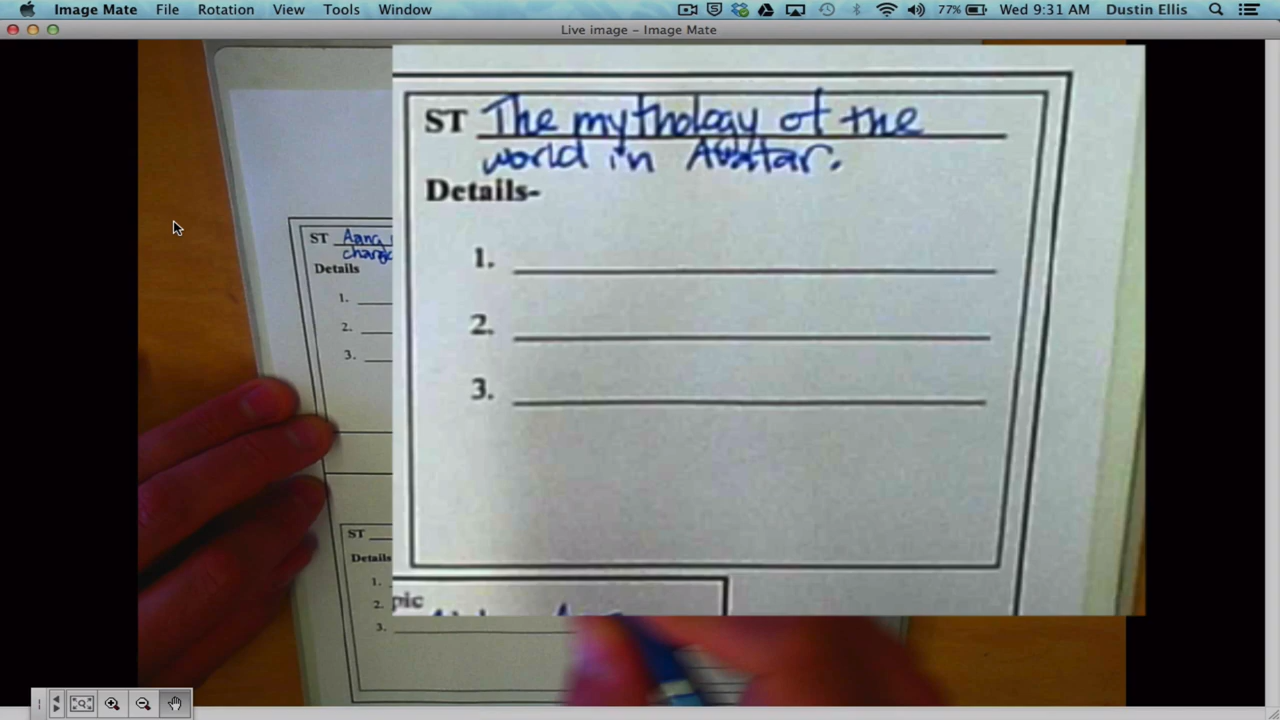 Image Mate File Rotation View Tools Window 77% Wed 9:31 AM Dustin Ellis
Live image – Image Mate
ST The mythology of the
world in Avatar.
Details-
1.
2.
3.
pic
ST Aang
Details
1.
2.
3.
ST
Details
1.
2.
3.